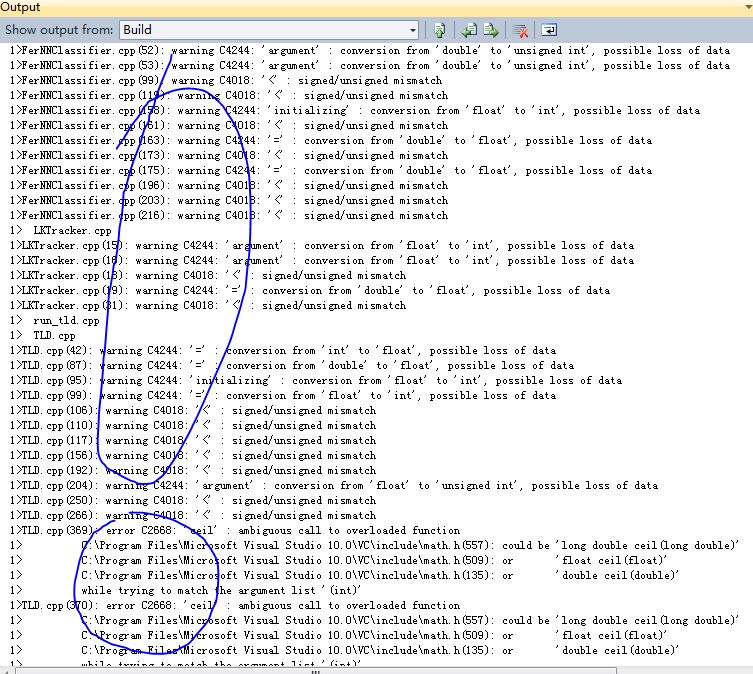 Output
Show output from: Build
1>FerNNClassifier.cpp(52): warning C4244: 'argument' : conversion from 'double' to 'unsigned int', possible loss of data
1>FerNNClassifier.cpp(53): warning C4244: 'argument' : conversion from 'double' to 'unsigned int', possible loss of data
1>FerNNClassifier.cpp(99): warning C4018: '<' : signed/unsigned mismatch
1>FerNNClassifier.cpp(119): warning C4018: '<' : signed/unsigned mismatch
1>FerNNClassifier.cpp(158): warning C4244: 'initializing' : conversion from 'float' to 'int', possible loss of data
1>FerNNClassifier.cpp(161): warning C4018: '<' : signed/unsigned mismatch
1>FerNNClassifier.cpp(163): warning C4244: '=' : conversion from 'double' to 'float', possible loss of data
1>FerNNClassifier.cpp(173): warning C4018: '<' : signed/unsigned mismatch
1>FerNNClassifier.cpp(175): warning C4244: '=' : conversion from 'double' to 'float', possible loss of data
1>FerNNClassifier.cpp(196): warning C4018: '<' : signed/unsigned mismatch
1>FerNNClassifier.cpp(203): warning C4018: '<' : signed/unsigned mismatch
1>FerNNClassifier.cpp(216): warning C4018: '<' : signed/unsigned mismatch
1>  LKTracker.cpp
1>LKTracker.cpp(15): warning C4244: 'argument' : conversion from 'float' to 'int', possible loss of data
1>LKTracker.cpp(16): warning C4244: 'argument' : conversion from 'float' to 'int', possible loss of data
1>LKTracker.cpp(18): warning C4018: '<' : signed/unsigned mismatch
1>LKTracker.cpp(19): warning C4244: '=' : conversion from 'double' to 'float', possible loss of data
1>LKTracker.cpp(31): warning C4018: '<' : signed/unsigned mismatch
1>  run_tld.cpp
1>  TLD.cpp
1>TLD.cpp(42): warning C4244: '=' : conversion from 'int' to 'float', possible loss of data
1>TLD.cpp(87): warning C4244: '=' : conversion from 'double' to 'float', possible loss of data
1>TLD.cpp(95): warning C4244: 'initializing' : conversion from 'float' to 'int', possible loss of data
1>TLD.cpp(99): warning C4244: '=' : conversion from 'float' to 'int', possible loss of data
1>TLD.cpp(106): warning C4018: '<' : signed/unsigned mismatch
1>TLD.cpp(110): warning C4018: '<' : signed/unsigned mismatch
1>TLD.cpp(117): warning C4018: '<' : signed/unsigned mismatch
1>TLD.cpp(156): warning C4018: '<' : signed/unsigned mismatch
1>TLD.cpp(192): warning C4018: '<' : signed/unsigned mismatch
1>TLD.cpp(204): warning C4244: 'argument' : conversion from 'float' to 'unsigned int', possible loss of data
1>TLD.cpp(250): warning C4018: '<' : signed/unsigned mismatch
1>TLD.cpp(266): warning C4018: '<' : signed/unsigned mismatch
1>TLD.cpp(369): error C2668: 'ceil' : ambiguous call to overloaded function
1>          C:\Program Files\Microsoft Visual Studio 10.0\VC\include\math.h(557): could be 'long double ceil(long double)'
1>          C:\Program Files\Microsoft Visual Studio 10.0\VC\include\math.h(509): or       'float ceil(float)'
1>          C:\Program Files\Microsoft Visual Studio 10.0\VC\include\math.h(135): or       'double ceil(double)'
1>          while trying to match the argument list '(int)'
1>TLD.cpp(370): error C2668: 'ceil' : ambiguous call to overloaded function
1>          C:\Program Files\Microsoft Visual Studio 10.0\VC\include\math.h(557): could be 'long double ceil(long double)'
1>          C:\Program Files\Microsoft Visual Studio 10.0\VC\include\math.h(509): or       'float ceil(float)'
1>          C:\Program Files\Microsoft Visual Studio 10.0\VC\include\math.h(135): or       'double ceil(double)'
1>          while trying to match the argument list '(int)'